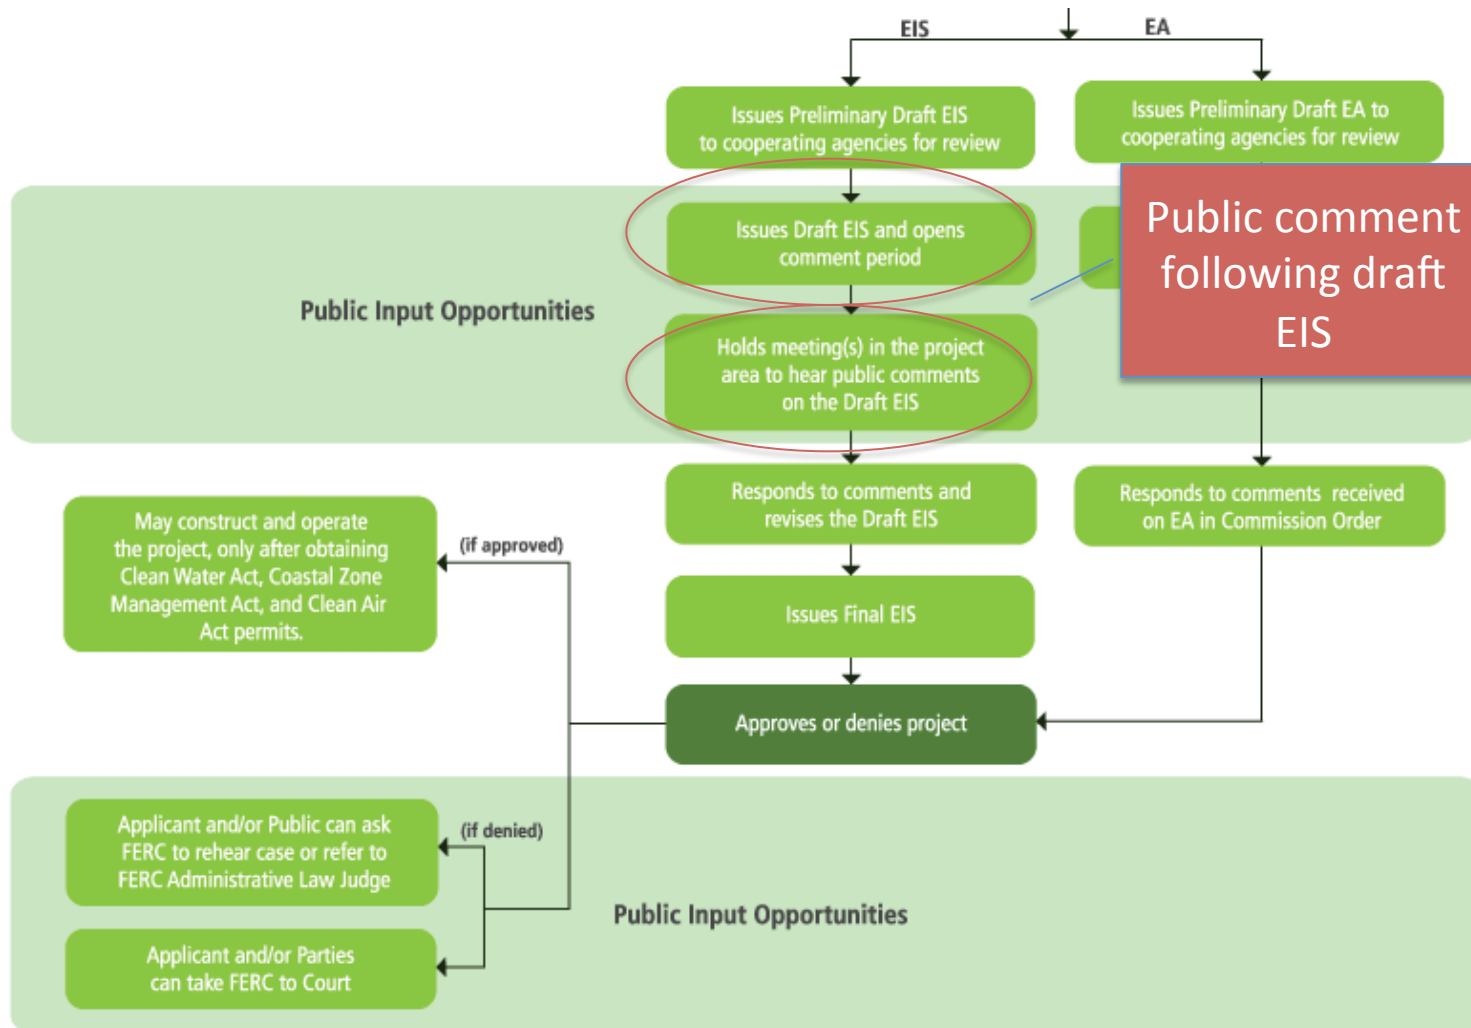 EIS
EA
Issues Preliminary Draft EIS
to cooperating agencies for review
Issues Preliminary Draft EA to
cooperating agencies for review
Public Input Opportunities
Issues Draft EIS and opens
comment period
Public comment
following draft
EIS
Holds meeting(s) in the project
area to hear public comments
on the Draft EIS
Responds to comments and
revises the Draft EIS
Responds to comments received
on EA in Commission Order
May construct and operate
the project, only after obtaining
Clean Water Act, Coastal Zone
Management Act, and Clean Air
Act permits.
(if approved)
Issues Final EIS
Approves or denies project
Applicant and/or Public can ask
FERC to rehear case or refer to
FERC Administrative Law Judge
(if denied)
Public Input Opportunities
Applicant and/or Parties
can take FERC to Court